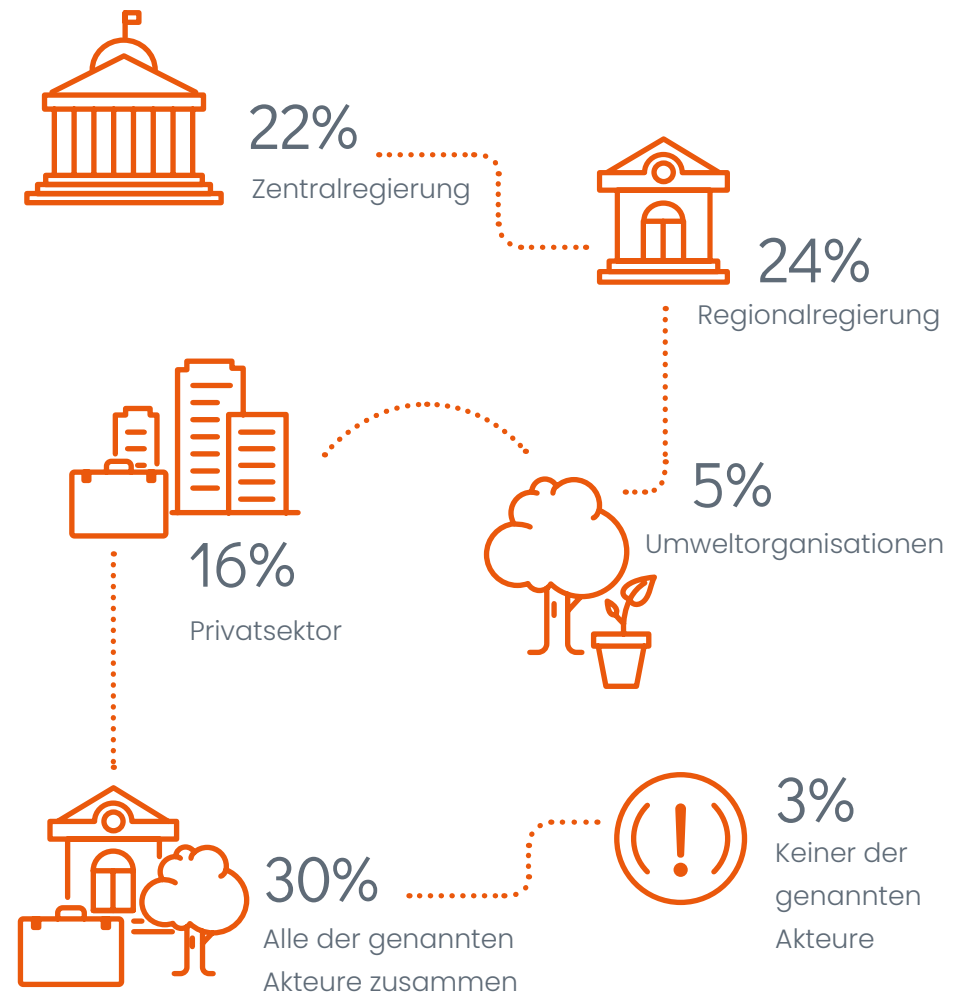 22%
Zentralregierung
24%
Regionalregierung
5%
Umweltorganisationen
16%
Privatsektor
30%
Alle der genannten
Akteure zusammen
3%
Keiner der
genannten
Akteure